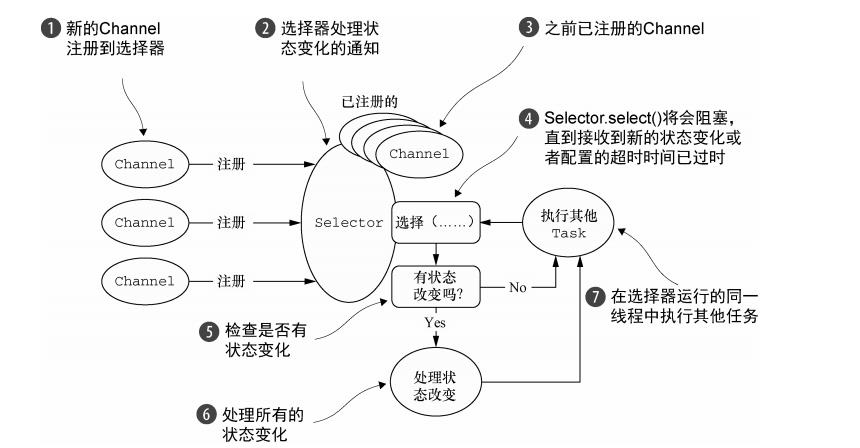 ❶ 新的Channel
注册到选择器
❷ 选择器处理状
态变化的通知
❸ 之前已注册的Channel
已注册的
Channel
❹ Selector.select()将会阻塞，
直到接收到新的状态变化或
者配置的超时时间已过时
Channel
注册
Channel
注册
Channel
注册
Selector
选择（……）
执行其他
Task
有状态
改变吗？
No
Yes
❼ 在选择器运行的同一
线程中执行其他任务
❺ 检查是否有
状态变化
处理状
态改变
❻ 处理所有的
状态变化